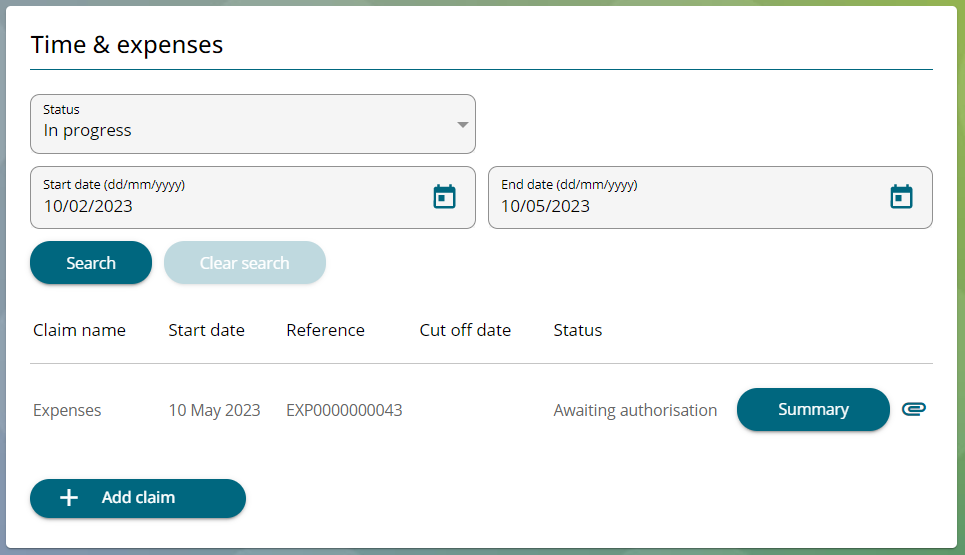 Time & expenses
Status
In progress
Start date (dd/mm/yyyy)
10/02/2023
End date (dd/mm/yyyy)
10/05/2023
Search
Clear search
Claim name Start date Reference Cut off date Status
Expenses 10 May 2023 EXP0000000043 Awaiting authorisation Summary
Add claim